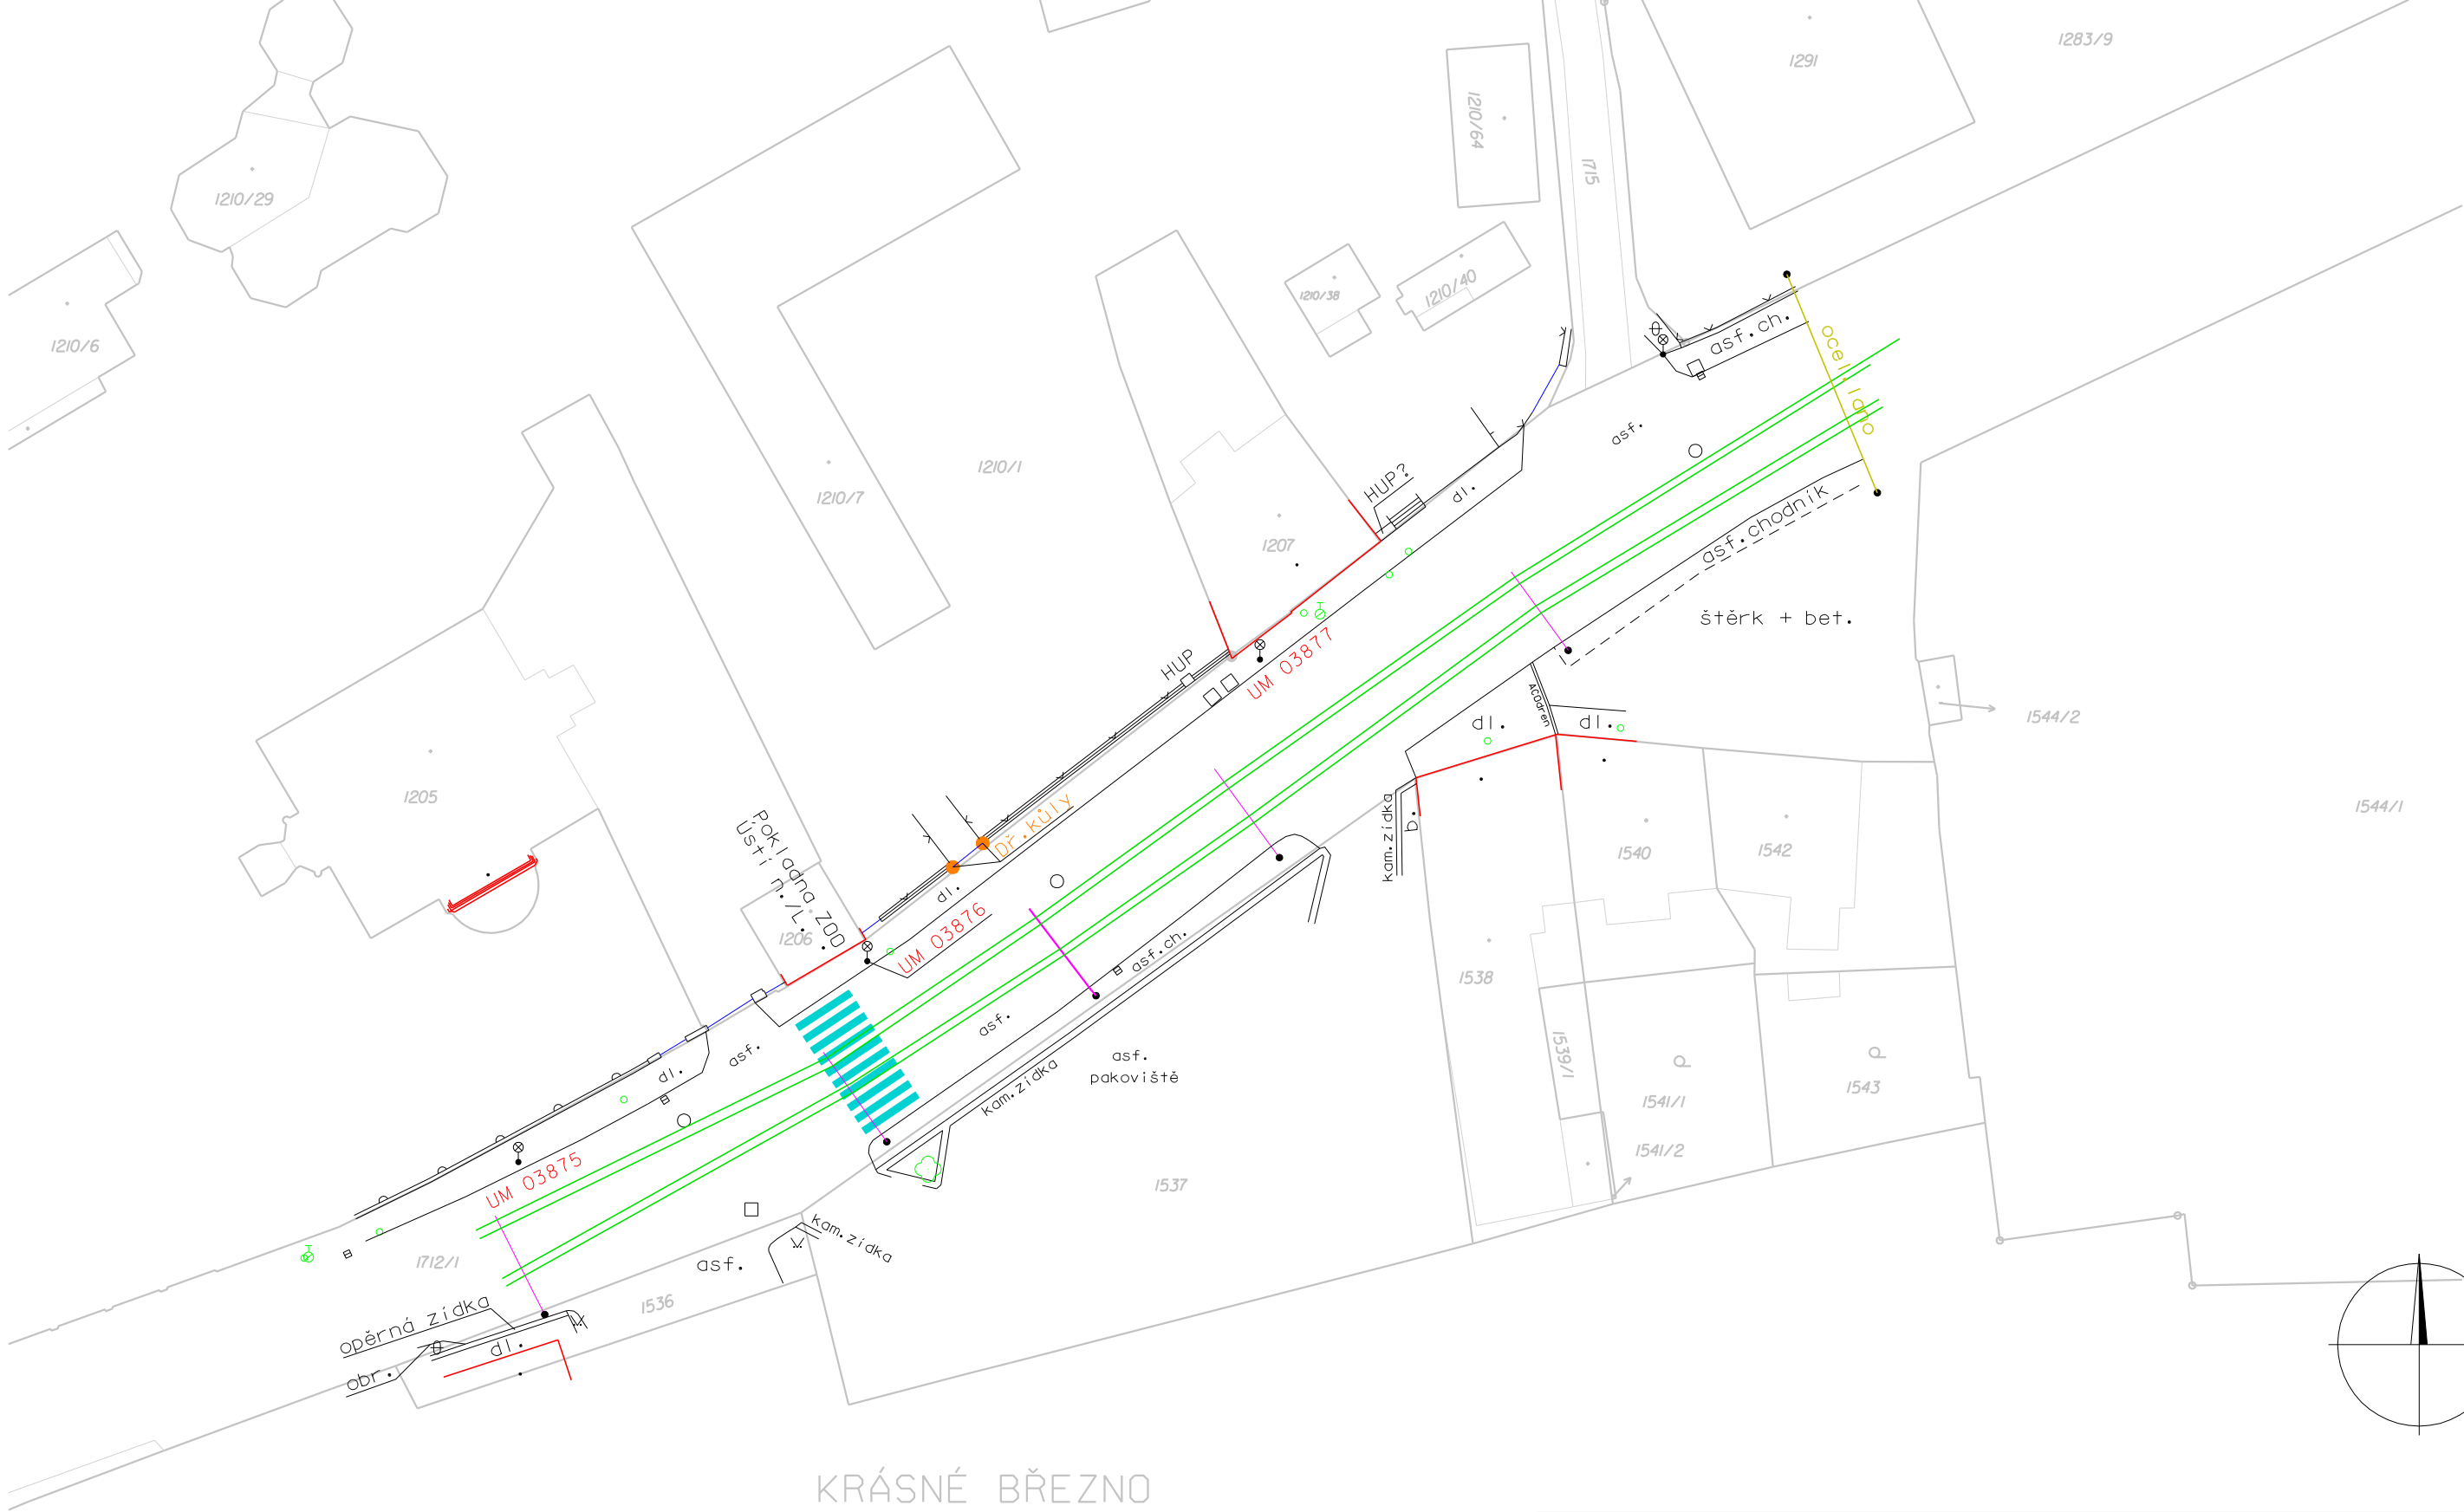 1283/9
1291
1210/64
1715
1210/29
1210/40
1210/38
1210/6
asf.ch.
ocel. lano
asf.
1210/1
1210/7
HUP?
dl.
asf.chodník
1207
štěrk + bet.
HUP
UM 03877
ACOdren
dl.
dl.
1544/2
1205
Dř.kůly
kam.zídka
p.
1544/1
1540
1542
Pokladna ZOO
Ústí n./L.
dl.
1206
UM 03876
asf.ch.
1538
asf.
asf.
dl.
asf.
pakoviště
kam.zídka
1539/1
1541/1
1543
1541/2
UM 03875
1537
kam.zídka
1712/1
asf.
1536
opěrná zídka
dl.
obr.
KRÁSNÉ BŘEZNO